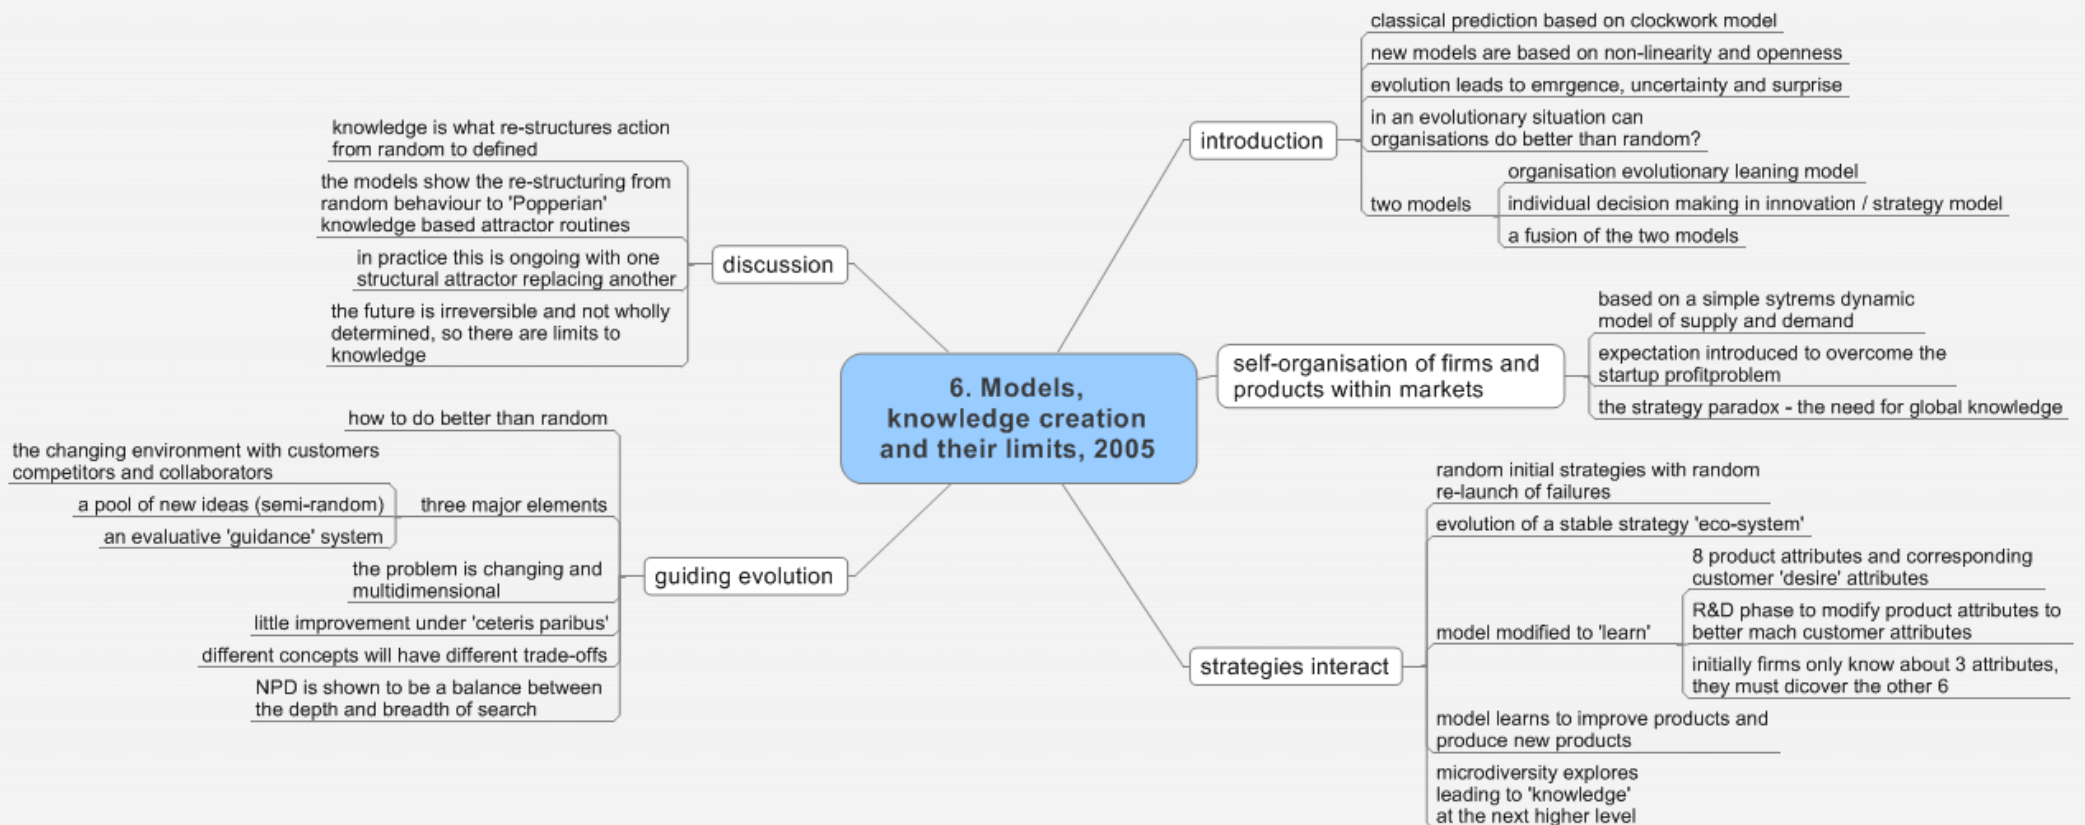 6. Models,
knowledge creation
and their limits, 2005
introduction
classical prediction based on clockwork model
new models are based on non-linearity and openness
evolution leads to emrgence, uncertainty and surprise
in an evolutionary situation can
organisations do better than random?
two models
organisation evolutionary leaning model
individual decision making in innovation / strategy model
a fusion of the two models
self-organisation of firms and
products within markets
based on a simple sytrems dynamic
model of supply and demand
expectation introduced to overcome the
startup profitproblem
the strategy paradox - the need for global knowledge
strategies interact
random initial strategies with random
re-launch of failures
evolution of a stable strategy 'eco-system'
model modified to 'learn'
8 product attributes and corresponding
customer 'desire' attributes
R&D phase to modify product attributes to
better mach customer attributes
initially firms only know about 3 attributes,
they must dicover the other 6
model learns to improve products and
produce new products
microdiversity explores
leading to 'knowledge'
at the next higher level
discussion
knowledge is what re-structures action
from random to defined
the models show the re-structuring from
random behaviour to 'Popperian'
knowledge based attractor routines
in practice this is ongoing with one
structural attractor replacing another
the future is irreversible and not wholly
determined, so there are limits to
knowledge
guiding evolution
how to do better than random
three major elements
the changing environment with customers
competitors and collaborators
a pool of new ideas (semi-random)
an evaluative 'guidance' system
the problem is changing and
multidimensional
little improvement under 'ceteris paribus'
different concepts will have different trade-offs
NPD is shown to be a balance between
the depth and breadth of search